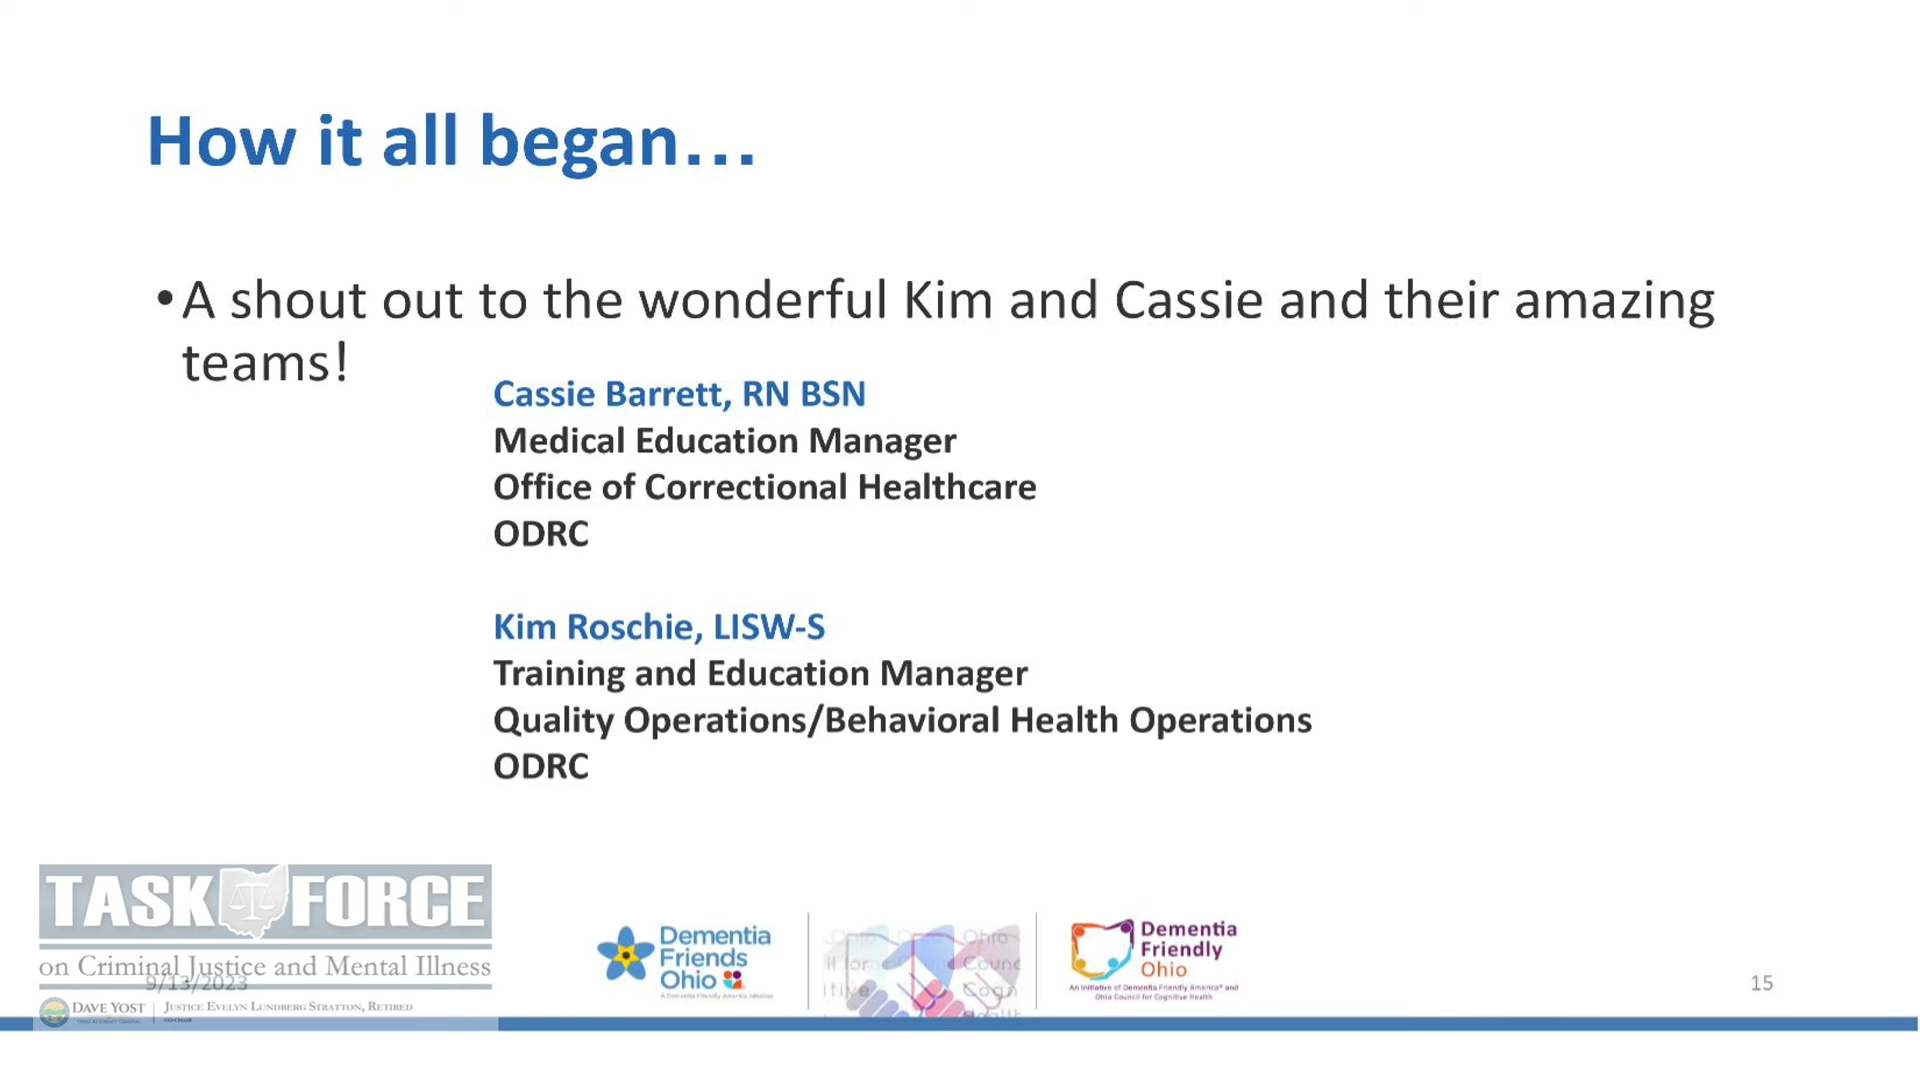 How it all began…
•A shout out to the wonderful Kim and Cassie and their amazing
teams!
Cassie Barrett, RN BSN
Medical Education Manager
Office of Correctional Healthcare
ODRC
Kim Roschie, LISW-S
Training and Education Manager
Quality Operations/Behavioral Health Operations
ODRC
TASK FORCE
on Criminal Justice and Mental Illness
9/13/2023
DAVE YOST | JUSTICE EVELYN LUNDBERG STRATTON, RETIRED
Dementia
Friends
Ohio
A Dementia Friendly America Initiative
Dementia
Friendly
Ohio
An Initiative of Dementia Friendly America® and
Ohio Council for Cognitive Health
15